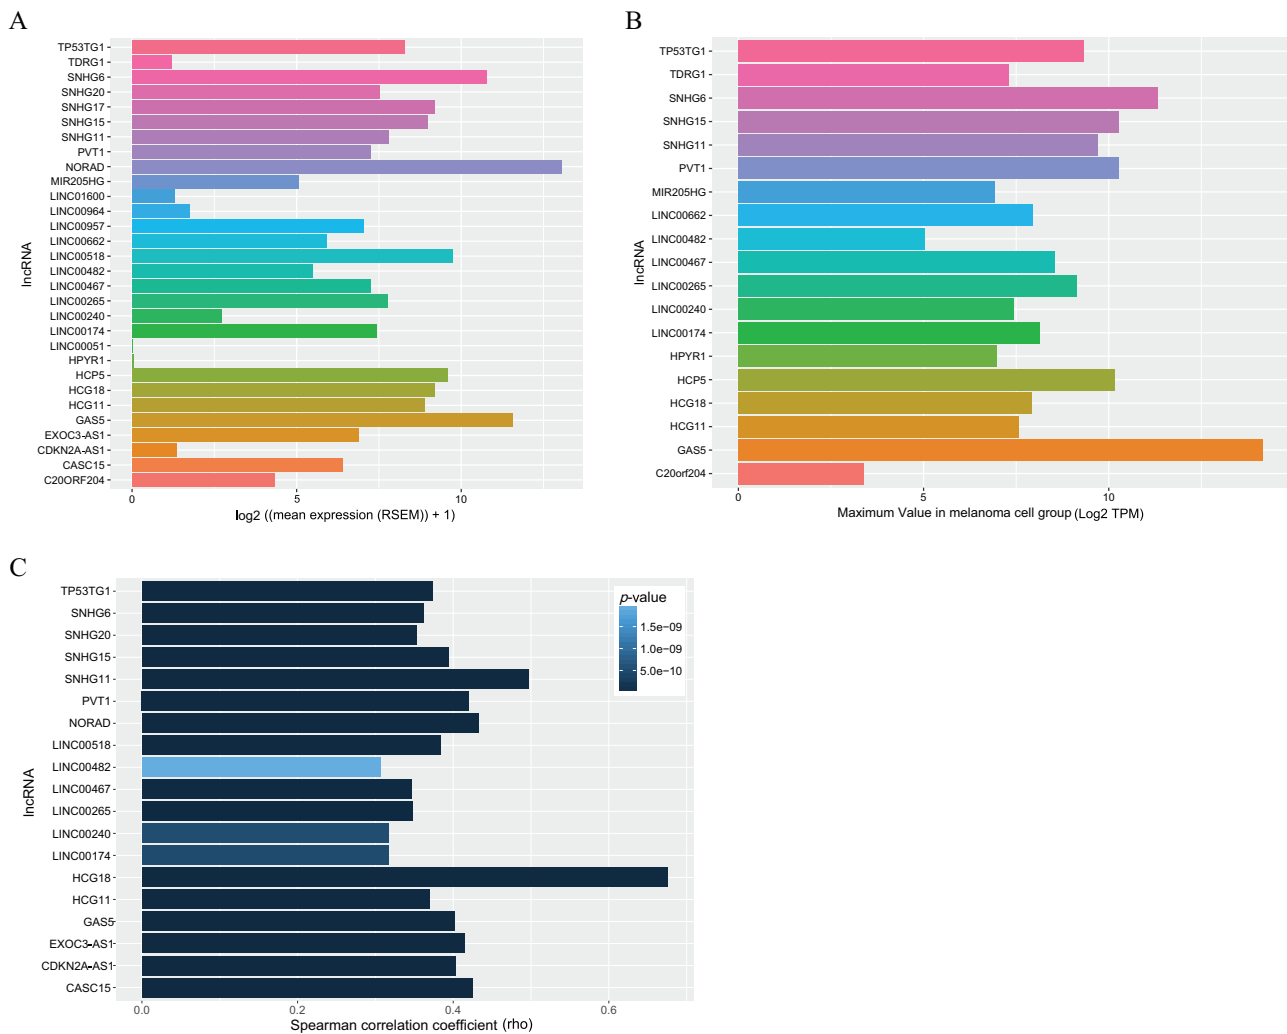 A
TP53TG1
TDRG1
SNHG6
SNHG20
SNHG17
SNHG15
SNHG11
PVT1
NORAD
MIR205HG
LINC01600
LINC00964
LINC00957
LINC00662
LINC00518
LINC00482
LINC00467
LINC00265
LINC00240
LINC00174
LINC00051
HPYR1
HCP5
HCG18
HCG11
GAS5
EXOC3-AS1
CDKN2A-AS1
CASC15
C20ORF204
lncRNA
0 5 10
log2 ((mean expression (RSEM)) + 1)
B
TP53TG1
TDRG1
SNHG6
SNHG15
SNHG11
PVT1
MIR205HG
LINC00662
LINC00482
LINC00467
LINC00265
LINC00240
LINC00174
HPYR1
HCP5
HCG18
HCG11
GAS5
C20orf204
lncRNA
0 5 10
Maximum Value in melanoma cell group (Log2 TPM)
C
TP53TG1
SNHG6
SNHG20
SNHG15
SNHG11
PVT1
NORAD
LINC00518
LINC00482
LINC00467
LINC00265
LINC00240
LINC00174
HCG18
HCG11
GAS5
EXOC3-AS1
CDKN2A-AS1
CASC15
lncRNA
0.0 0.2 0.4 0.6
Spearman correlation coefficient (rho)
p-value
1.5e−09
1.0e−09
5.0e−10